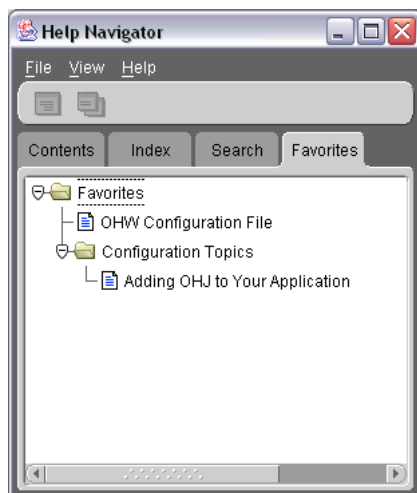 Help Navigator
File View Help
Contents Index Search Favorites
Favorites
OHW Configuration File
Configuration Topics
Adding OHJ to Your Application